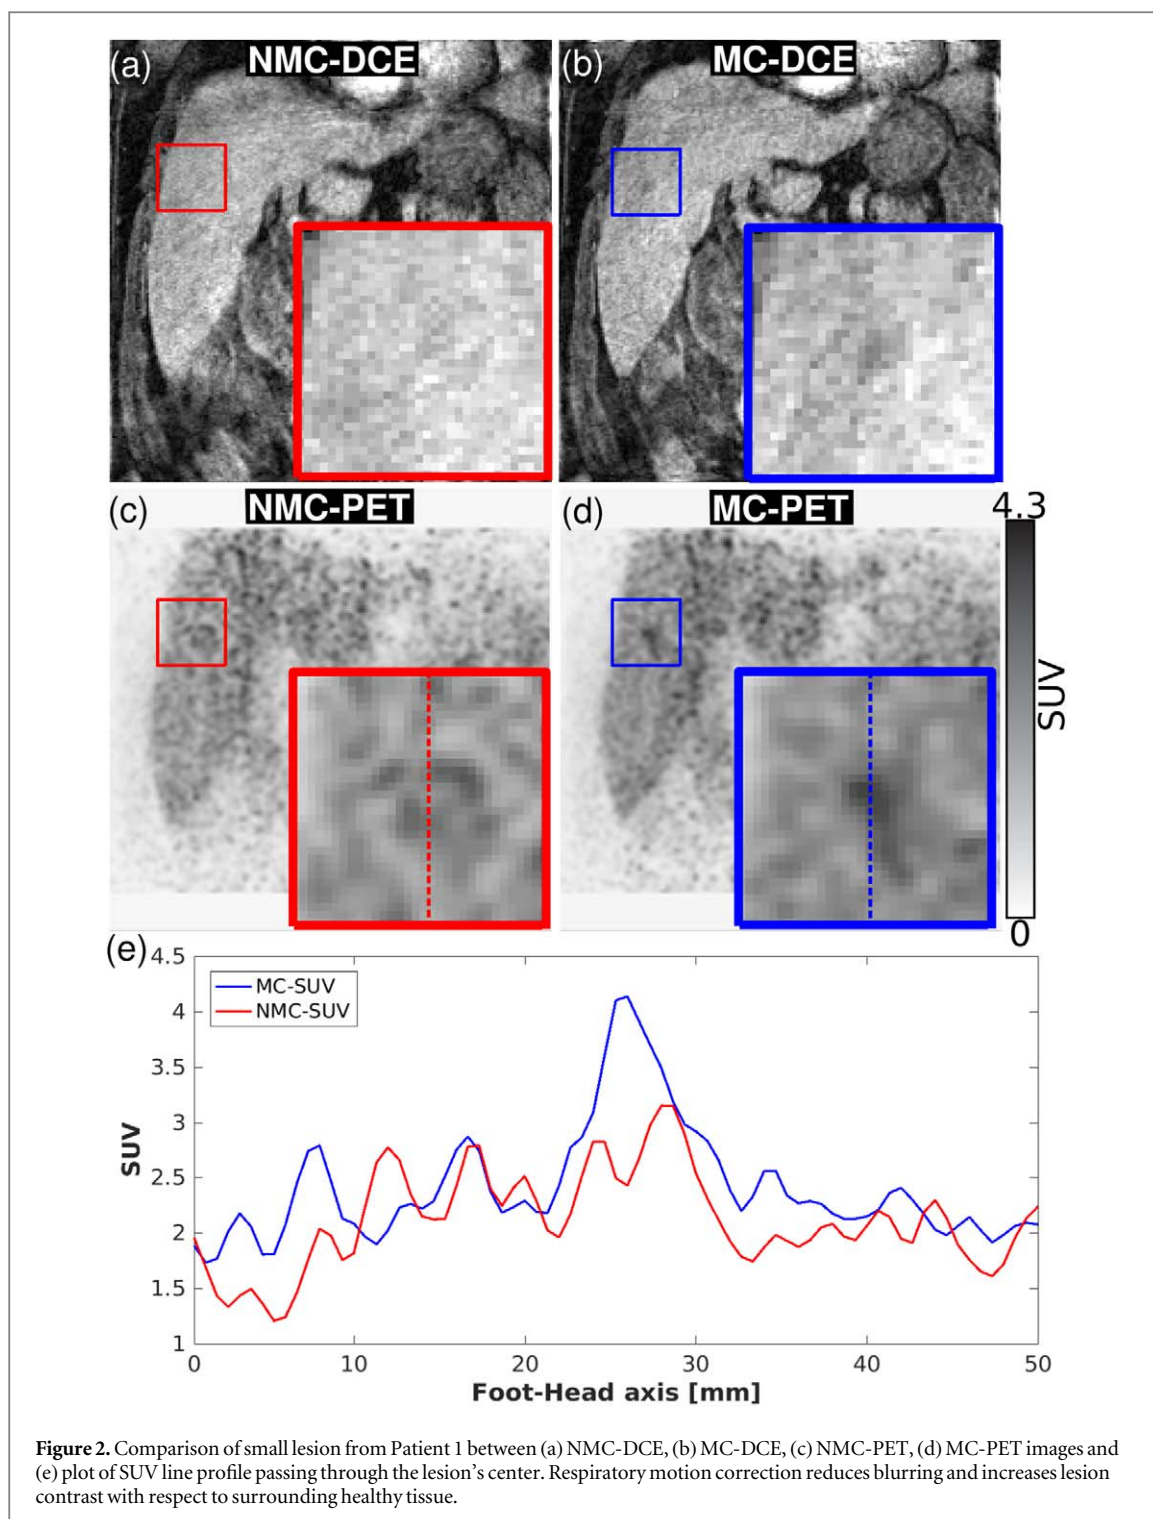 (a) NMC-DCE
(b) MC-DCE
(c) NMC-PET
(d) MC-PET
4.3
SUV
0
(e)
4.5
4
3.5
3
2.5
2
1.5
1
SUV
MC-SUV
NMC-SUV
0 10 20 30 40 50
Foot-Head axis [mm]
Figure 2. Comparison of small lesion from Patient 1 between (a) NMC-DCE, (b) MC-DCE, (c) NMC-PET, (d) MC-PET images and
(e) plot of SUV line profile passing through the lesion's center. Respiratory motion correction reduces blurring and increases lesion
contrast with respect to surrounding healthy tissue.